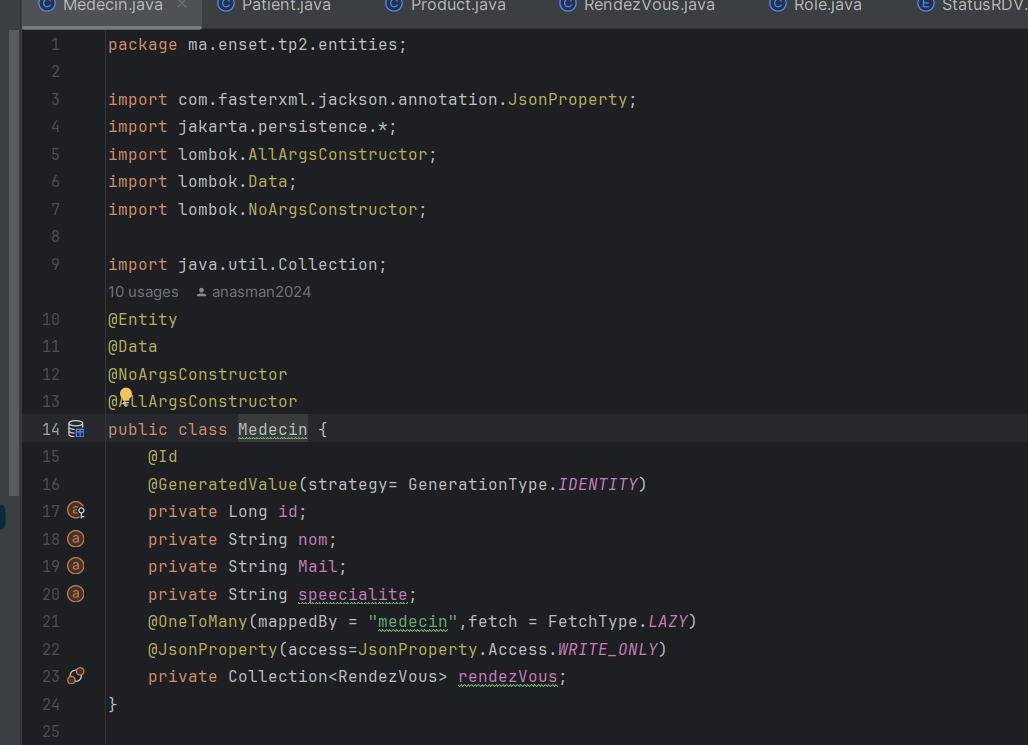 Medecin.java Patient.java Product.java RendezVous.java Role.java StatusRDV.
1 package ma.enset.tp2.entities;
2
3 import com.fasterxml.jackson.annotation.JsonProperty;
4 import jakarta.persistence.*;
5 import lombok.AllArgsConstructor;
6 import lombok.Data;
7 import lombok.NoArgsConstructor;
8
9 import java.util.Collection;
10 usages anasman2024
10 @Entity
11 @Data
12 @NoArgsConstructor
13 @AllArgsConstructor
14 public class Medecin {
15 @Id
16 @GeneratedValue(strategy= GenerationType.IDENTITY)
17 private Long id;
18 private String nom;
19 private String Mail;
20 private String speecialite;
21 @OneToMany(mappedBy = "medecin",fetch = FetchType.LAZY)
22 @JsonProperty(access=JsonProperty.Access.WRITE_ONLY)
23 private Collection<RendezVous> rendezVous;
24 }
25